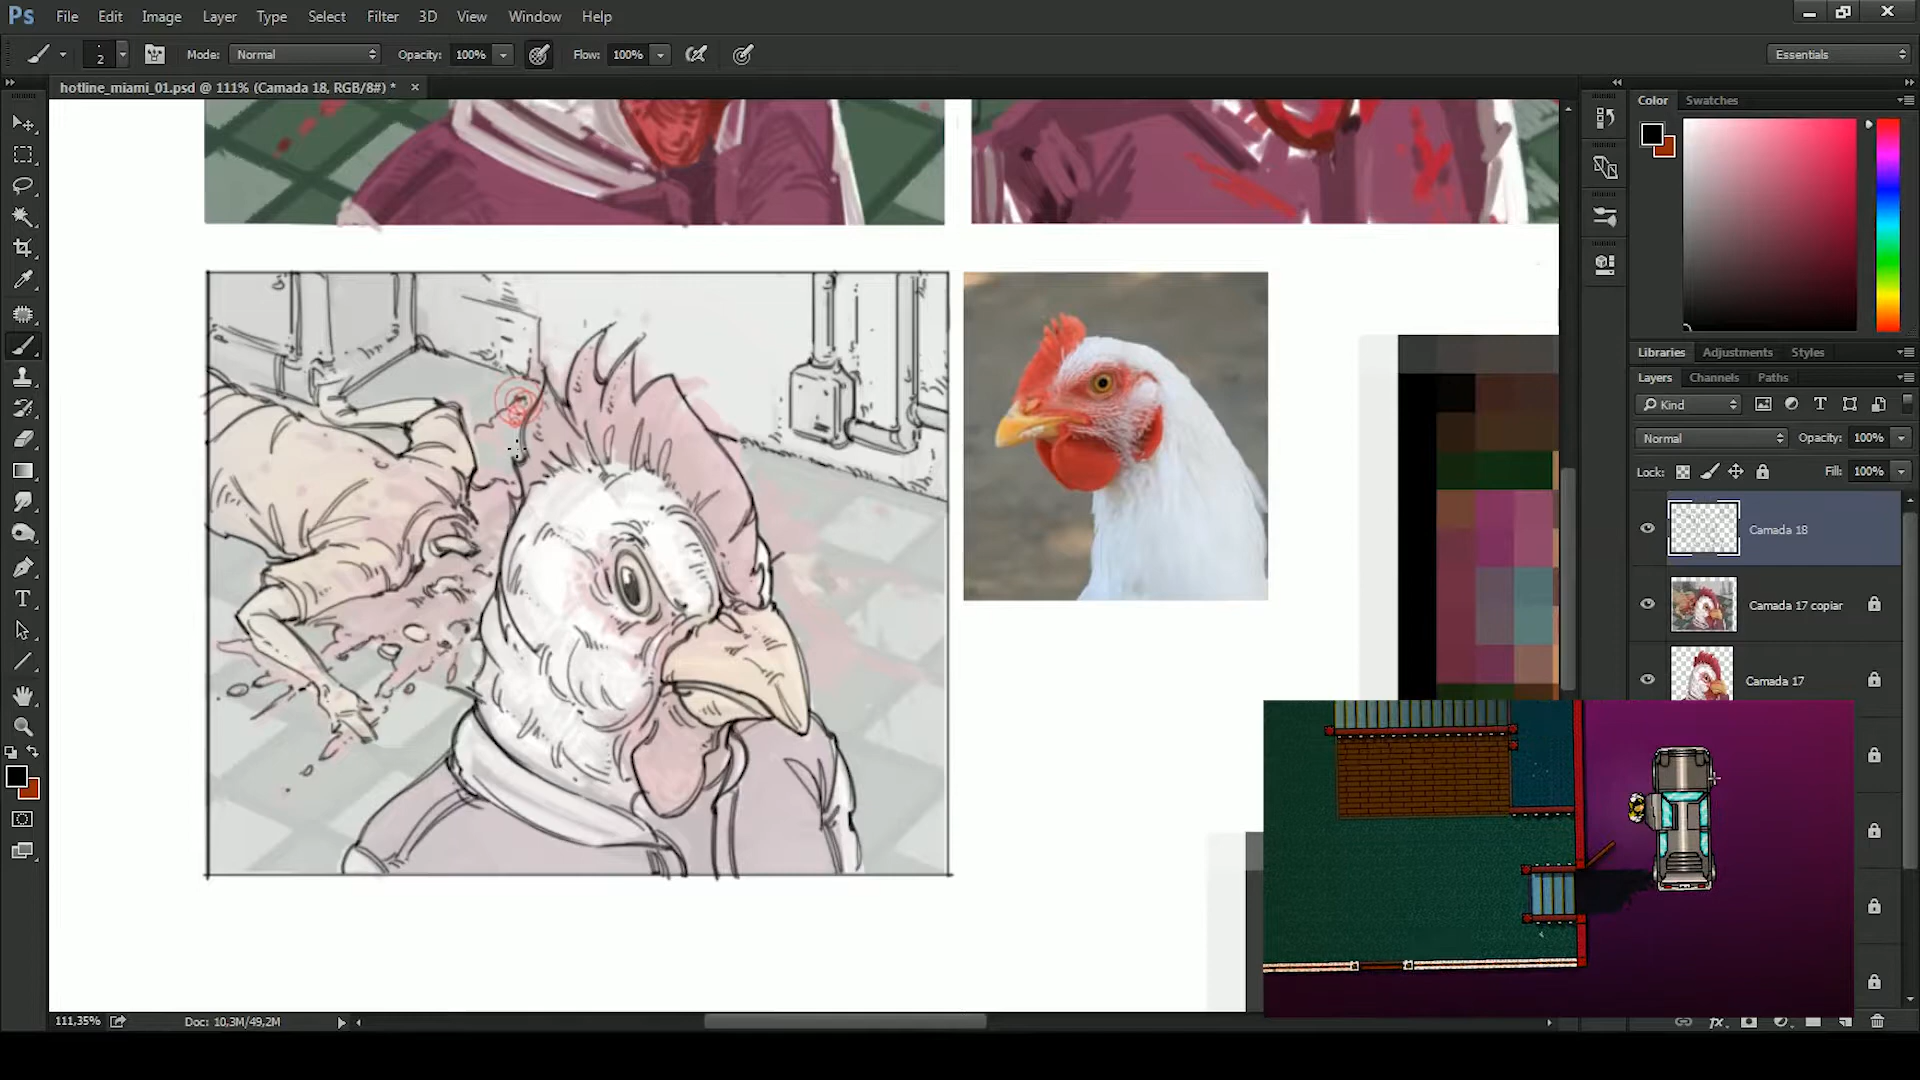 Ps File Edit Image Layer Type Select Filter 3D View Window Help
2 Mode: Normal Opacity: 100% Flow: 100% Essentials
hotline_miami_01.psd @ 111% (Camada 18, RGB/8#) * ×
Color Swatches
Libraries Adjustments Styles
Layers Channels Paths
Kind
Normal Opacity: 100%
Lock: Fill: 100%
Camada 18
Camada 17 copiar
Camada 17
111,35% Doc: 10,3M/49,2M